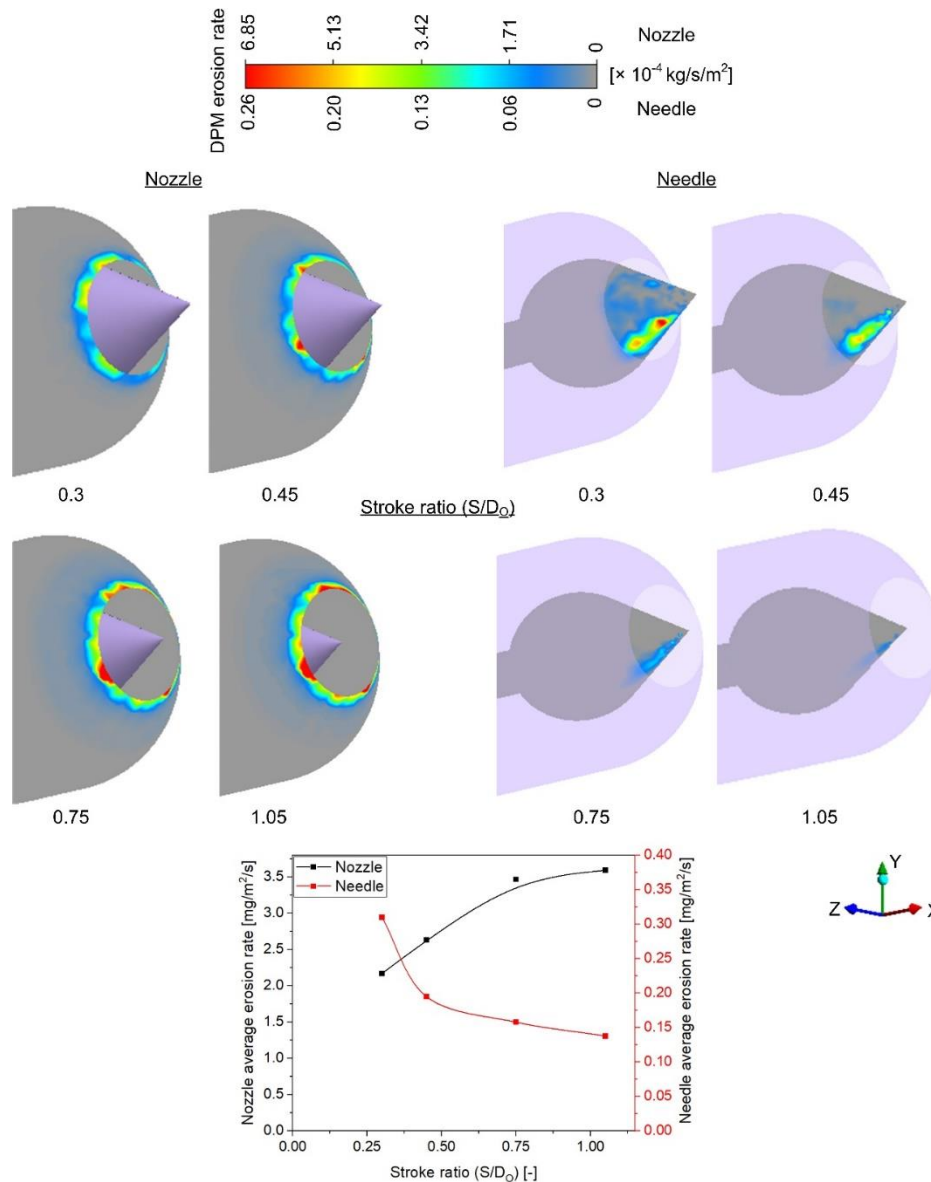 DPM erosion rate
6.85 5.13 3.42 1.71 0 Nozzle
[× 10⁻⁴ kg/s/m²]
0.26 0.20 0.13 0.06 0 Needle
Nozzle
Needle
0.3
0.45
0.3
0.45
Stroke ratio (S/D_O)
0.75
1.05
0.75
1.05
Nozzle average erosion rate [mg/m²/s]
3.5
3.0
2.5
2.0
1.5
1.0
0.5
0.0
Nozzle
Needle
0.40
0.35
0.30
0.25
0.20
0.15
0.10
0.05
0.00
Needle average erosion rate [mg/m²/s]
0.00 0.25 0.50 0.75 1.00
Stroke ratio (S/D_O) [-]
Y
Z
X